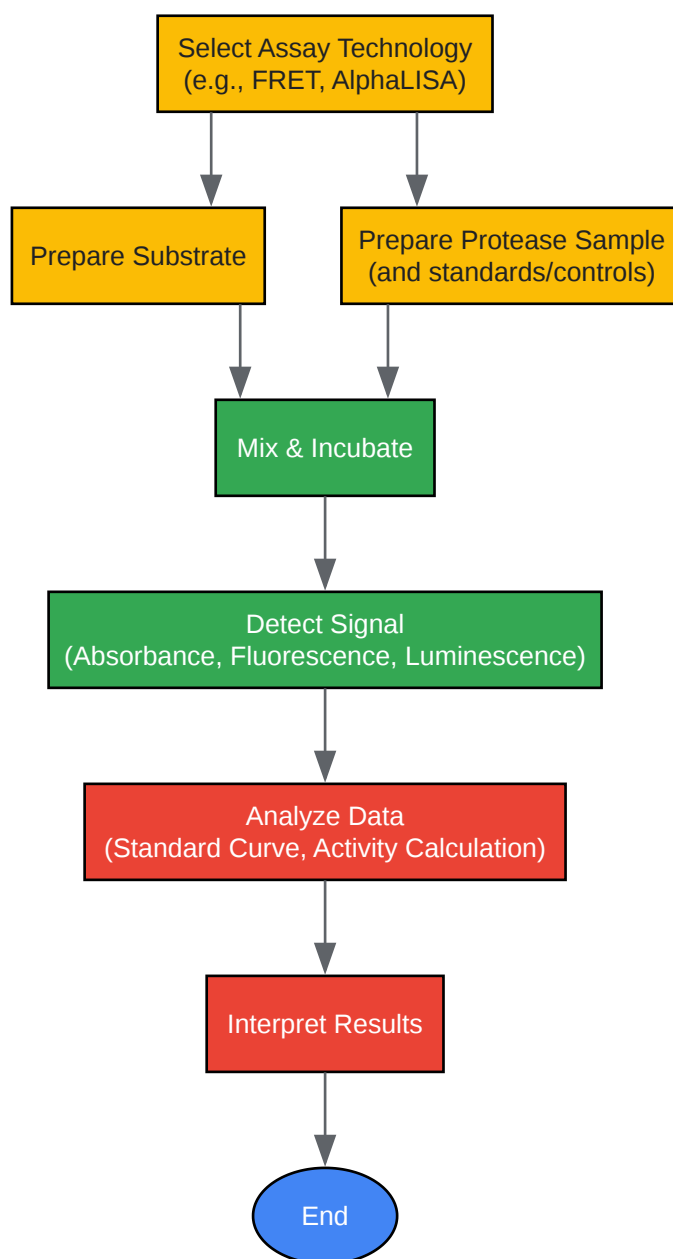 Select Assay Technology
(e.g., FRET, AlphaLISA)
Prepare Substrate
Prepare Protease Sample
(and standards/controls)
Mix & Incubate
Detect Signal
(Absorbance, Fluorescence, Luminescence)
Analyze Data
(Standard Curve, Activity Calculation)
Interpret Results
End